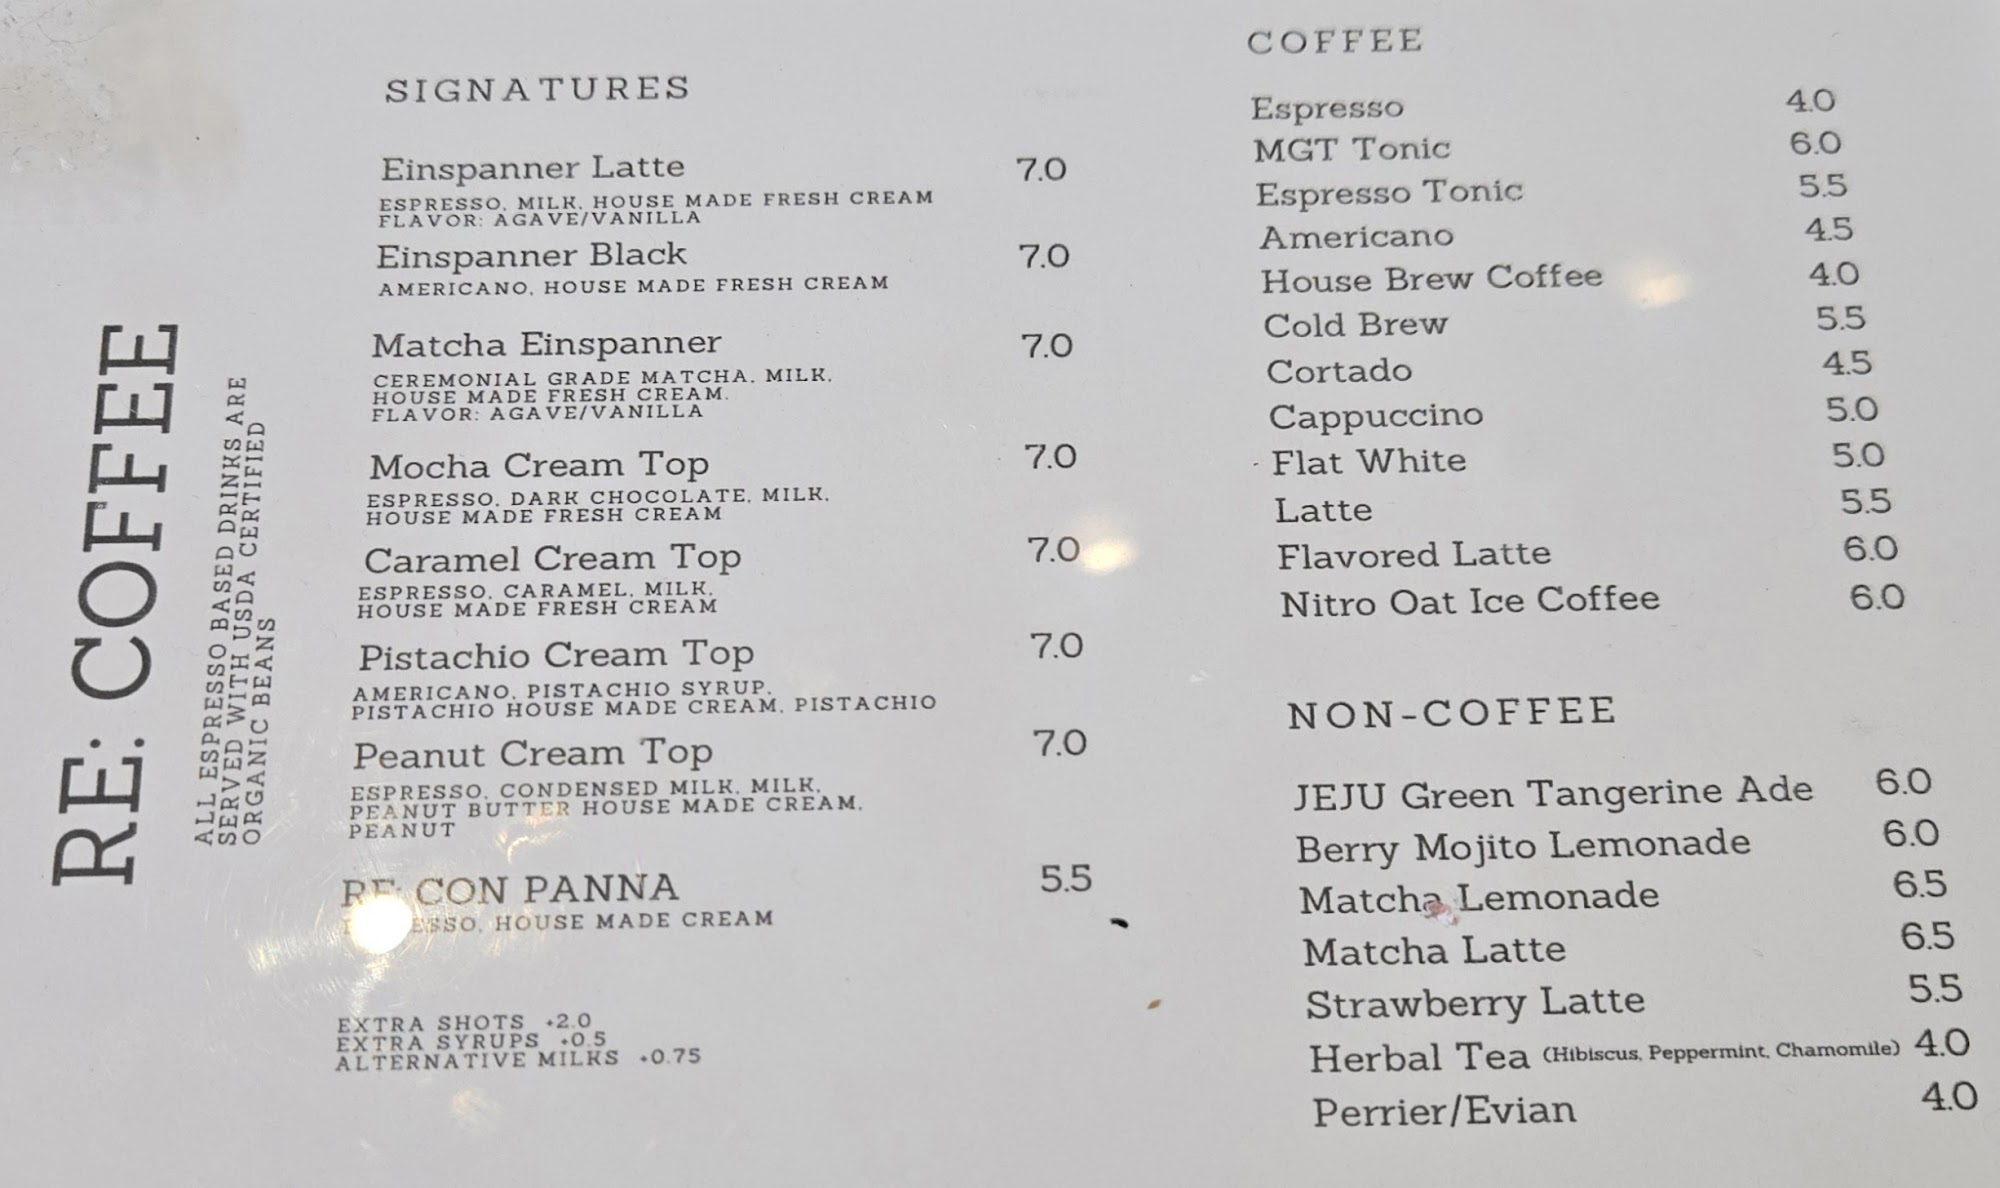 RE: COFFEE
ALL ESPRESSO BASED DRINKS ARE
SERVED WITH USDA CERTIFIED
ORGANIC BEANS
SIGNATURES
Einspanner Latte 7.0
ESPRESSO, MILK, HOUSE MADE FRESH CREAM
FLAVOR: AGAVE/VANILLA
Einspanner Black 7.0
AMERICANO, HOUSE MADE FRESH CREAM
Matcha Einspanner 7.0
CEREMONIAL GRADE MATCHA, MILK,
HOUSE MADE FRESH CREAM.
FLAVOR: AGAVE/VANILLA
Mocha Cream Top 7.0
ESPRESSO, DARK CHOCOLATE, MILK,
HOUSE MADE FRESH CREAM
Caramel Cream Top 7.0
ESPRESSO, CARAMEL, MILK,
HOUSE MADE FRESH CREAM
Pistachio Cream Top 7.0
AMERICANO, PISTACHIO SYRUP,
PISTACHIO HOUSE MADE CREAM, PISTACHIO
Peanut Cream Top 7.0
ESPRESSO, CONDENSED MILK, MILK,
PEANUT BUTTER HOUSE MADE CREAM,
PEANUT
RE: CON PANNA 5.5
ESPRESSO, HOUSE MADE CREAM
EXTRA SHOTS +2.0
EXTRA SYRUPS +0.5
ALTERNATIVE MILKS +0.75
COFFEE
Espresso 4.0
MGT Tonic 6.0
Espresso Tonic 5.5
Americano 4.5
House Brew Coffee 4.0
Cold Brew 5.5
Cortado 4.5
Cappuccino 5.0
Flat White 5.0
Latte 5.5
Flavored Latte 6.0
Nitro Oat Ice Coffee 6.0
NON-COFFEE
JEJU Green Tangerine Ade 6.0
Berry Mojito Lemonade 6.0
Matcha Lemonade 6.5
Matcha Latte 6.5
Strawberry Latte 5.5
Herbal Tea (Hibiscus, Peppermint, Chamomile) 4.0
Perrier/Evian 4.0